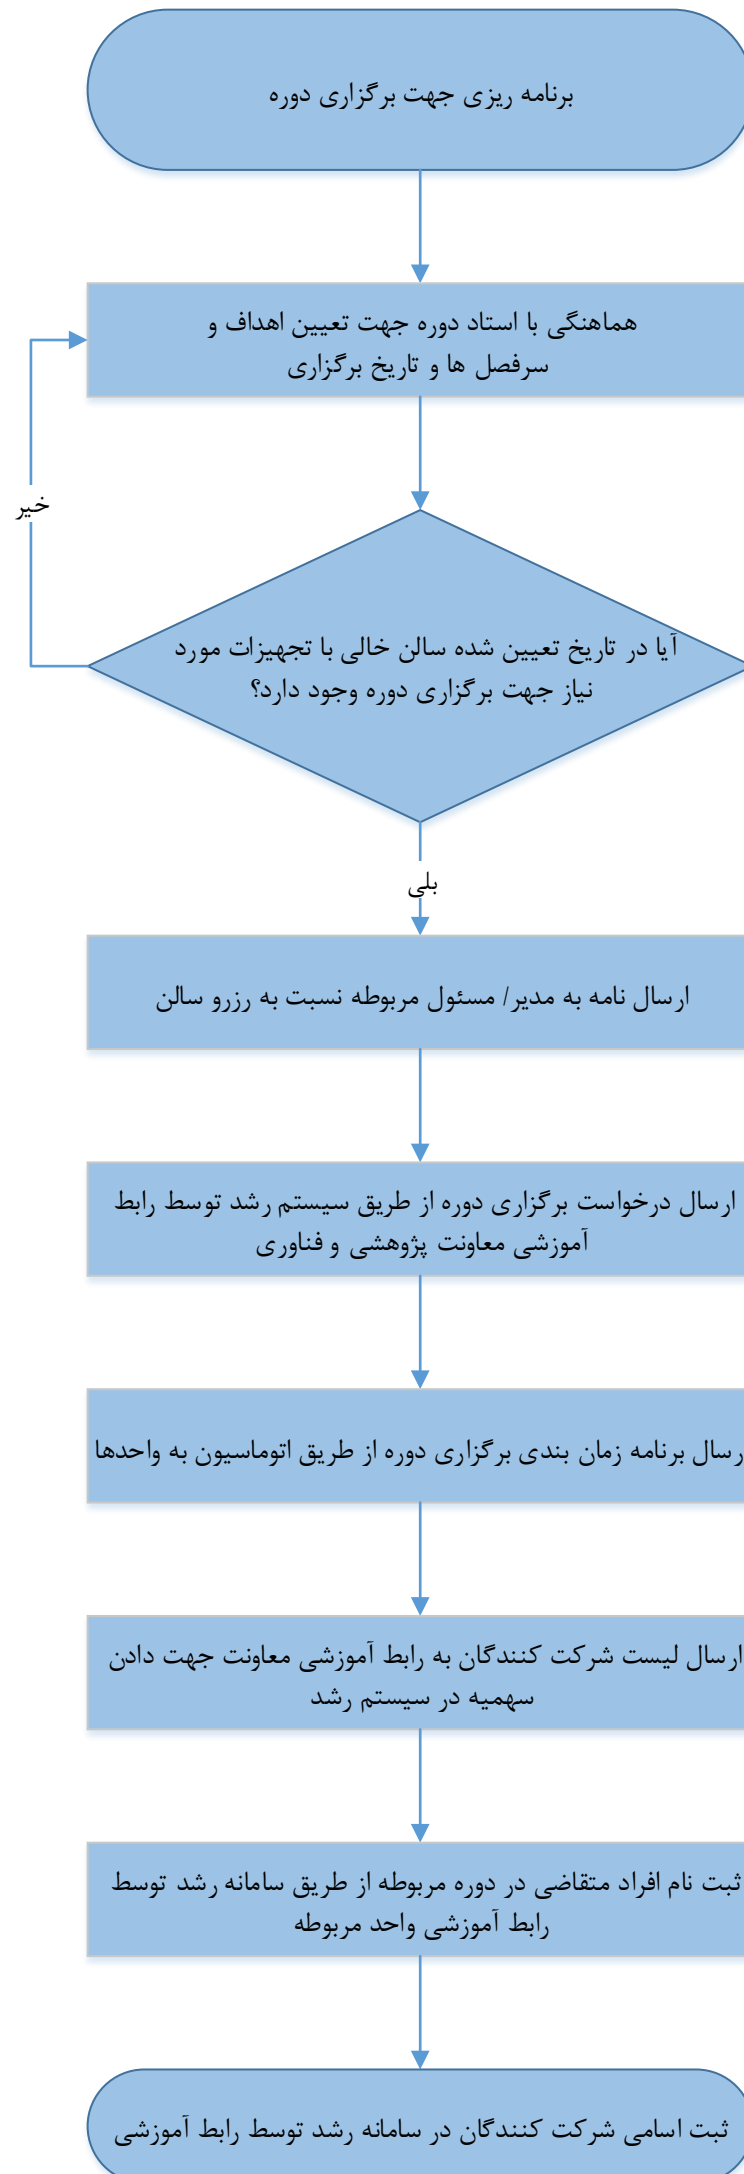 برنامه ریزی جهت برگزاری دوره
هماهنگی با استاد دوره جهت تعیین اهداف و
سرفصل ها و تاریخ برگزاری
خیر
آیا در تاریخ تعیین شده سالن خالی با تجهیزات مورد
نیاز جهت برگزاری دوره وجود دارد؟
بلی
ارسال نامه به مدیر/ مسئول مربوطه نسبت به رزرو سالن
ارسال درخواست برگزاری دوره از طریق سیستم رشد توسط رابط
آموزشی معاونت پژوهشی و فناوری
رسال برنامه زمان بندی برگزاری دوره از طریق اتوماسیون به واحدها
ارسال لیست شرکت کنندگان به رابط آموزشی معاونت جهت دادن
سهمیه در سیستم رشد
ثبت نام افراد متقاضی در دوره مربوطه از طریق سامانه رشد توسط
رابط آموزشی واحد مربوطه
ثبت اسامی شرکت کنندگان در سامانه رشد توسط رابط آموزشی